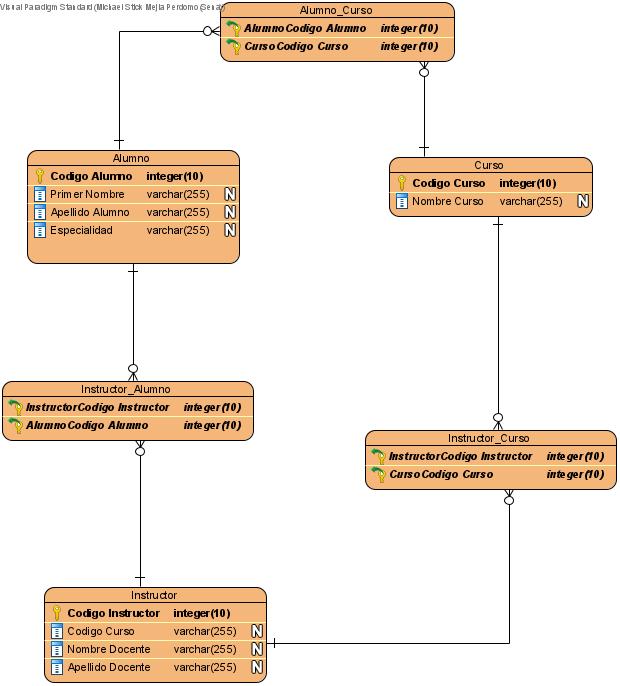 Visual Paradigm Standard (Michael Stick Mejia Perdomo (Sena))
Alumno_Curso
AlumnoCodigo Alumno integer(10)
CursoCodigo Curso integer(10)
Alumno
Codigo Alumno integer(10)
Primer Nombre varchar(255) N
Apellido Alumno varchar(255) N
Especialidad varchar(255) N
Curso
Codigo Curso integer(10)
Nombre Curso varchar(255) N
Instructor_Alumno
InstructorCodigo Instructor integer(10)
AlumnoCodigo Alumno integer(10)
Instructor_Curso
InstructorCodigo Instructor integer(10)
CursoCodigo Curso integer(10)
Instructor
Codigo Instructor integer(10)
Codigo Curso varchar(255) N
Nombre Docente varchar(255) N
Apellido Docente varchar(255) N